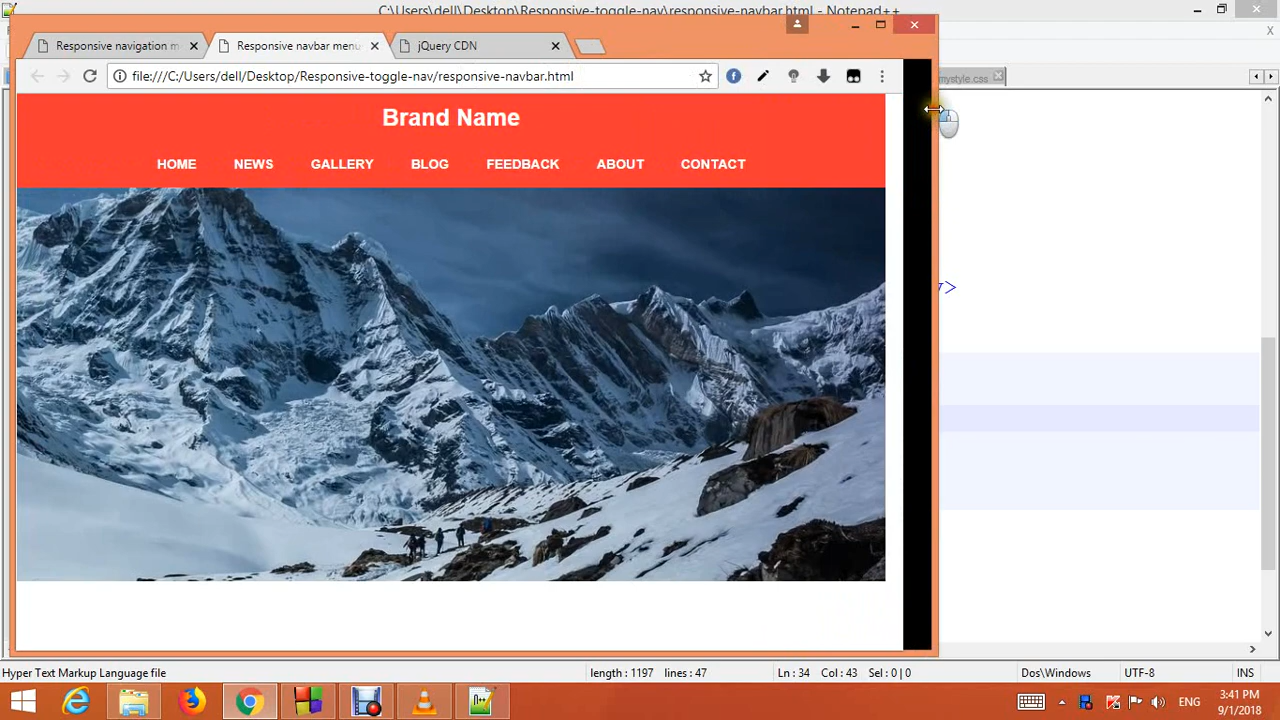 C:\Users\dell\Desktop\Responsive-toggle-nav\responsive-navbar.html - Notepad++
Responsive navigation m
Responsive navbar menu
jQuery CDN
file:///C:/Users/dell/Desktop/Responsive-toggle-nav/responsive-navbar.html
mystyle.css
Brand Name
HOME NEWS GALLERY BLOG FEEDBACK ABOUT CONTACT
>
Hyper Text Markup Language file length : 1197 lines : 47 Ln : 34 Col : 43 Sel : 0 | 0 Dos\Windows UTF-8 INS
ENG
3:41 PM
9/1/2018